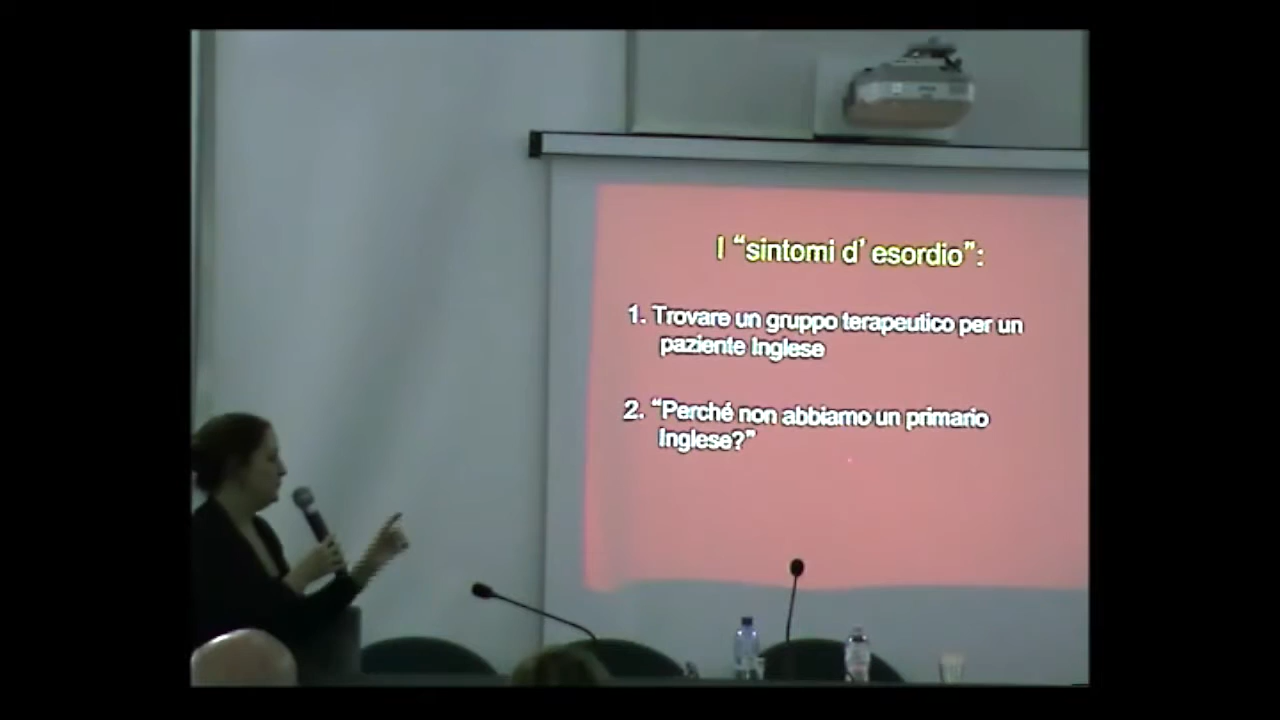 I “sintomi d’ esordio”:
1. Trovare un gruppo terapeutico per un
paziente Inglese
2. “Perché non abbiamo un primario
Inglese?”